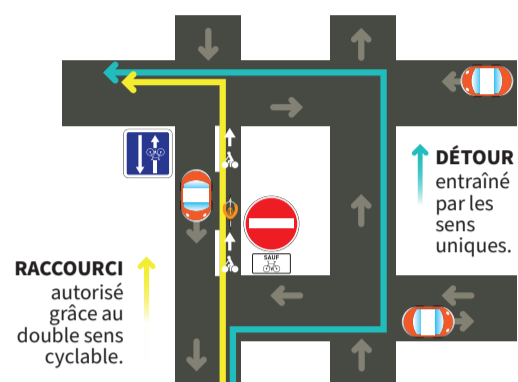 DÉTOUR
entraîné
par les
sens
uniques.
SAUF
RACCOURCI
autorisé
grâce au
double sens
cyclable.